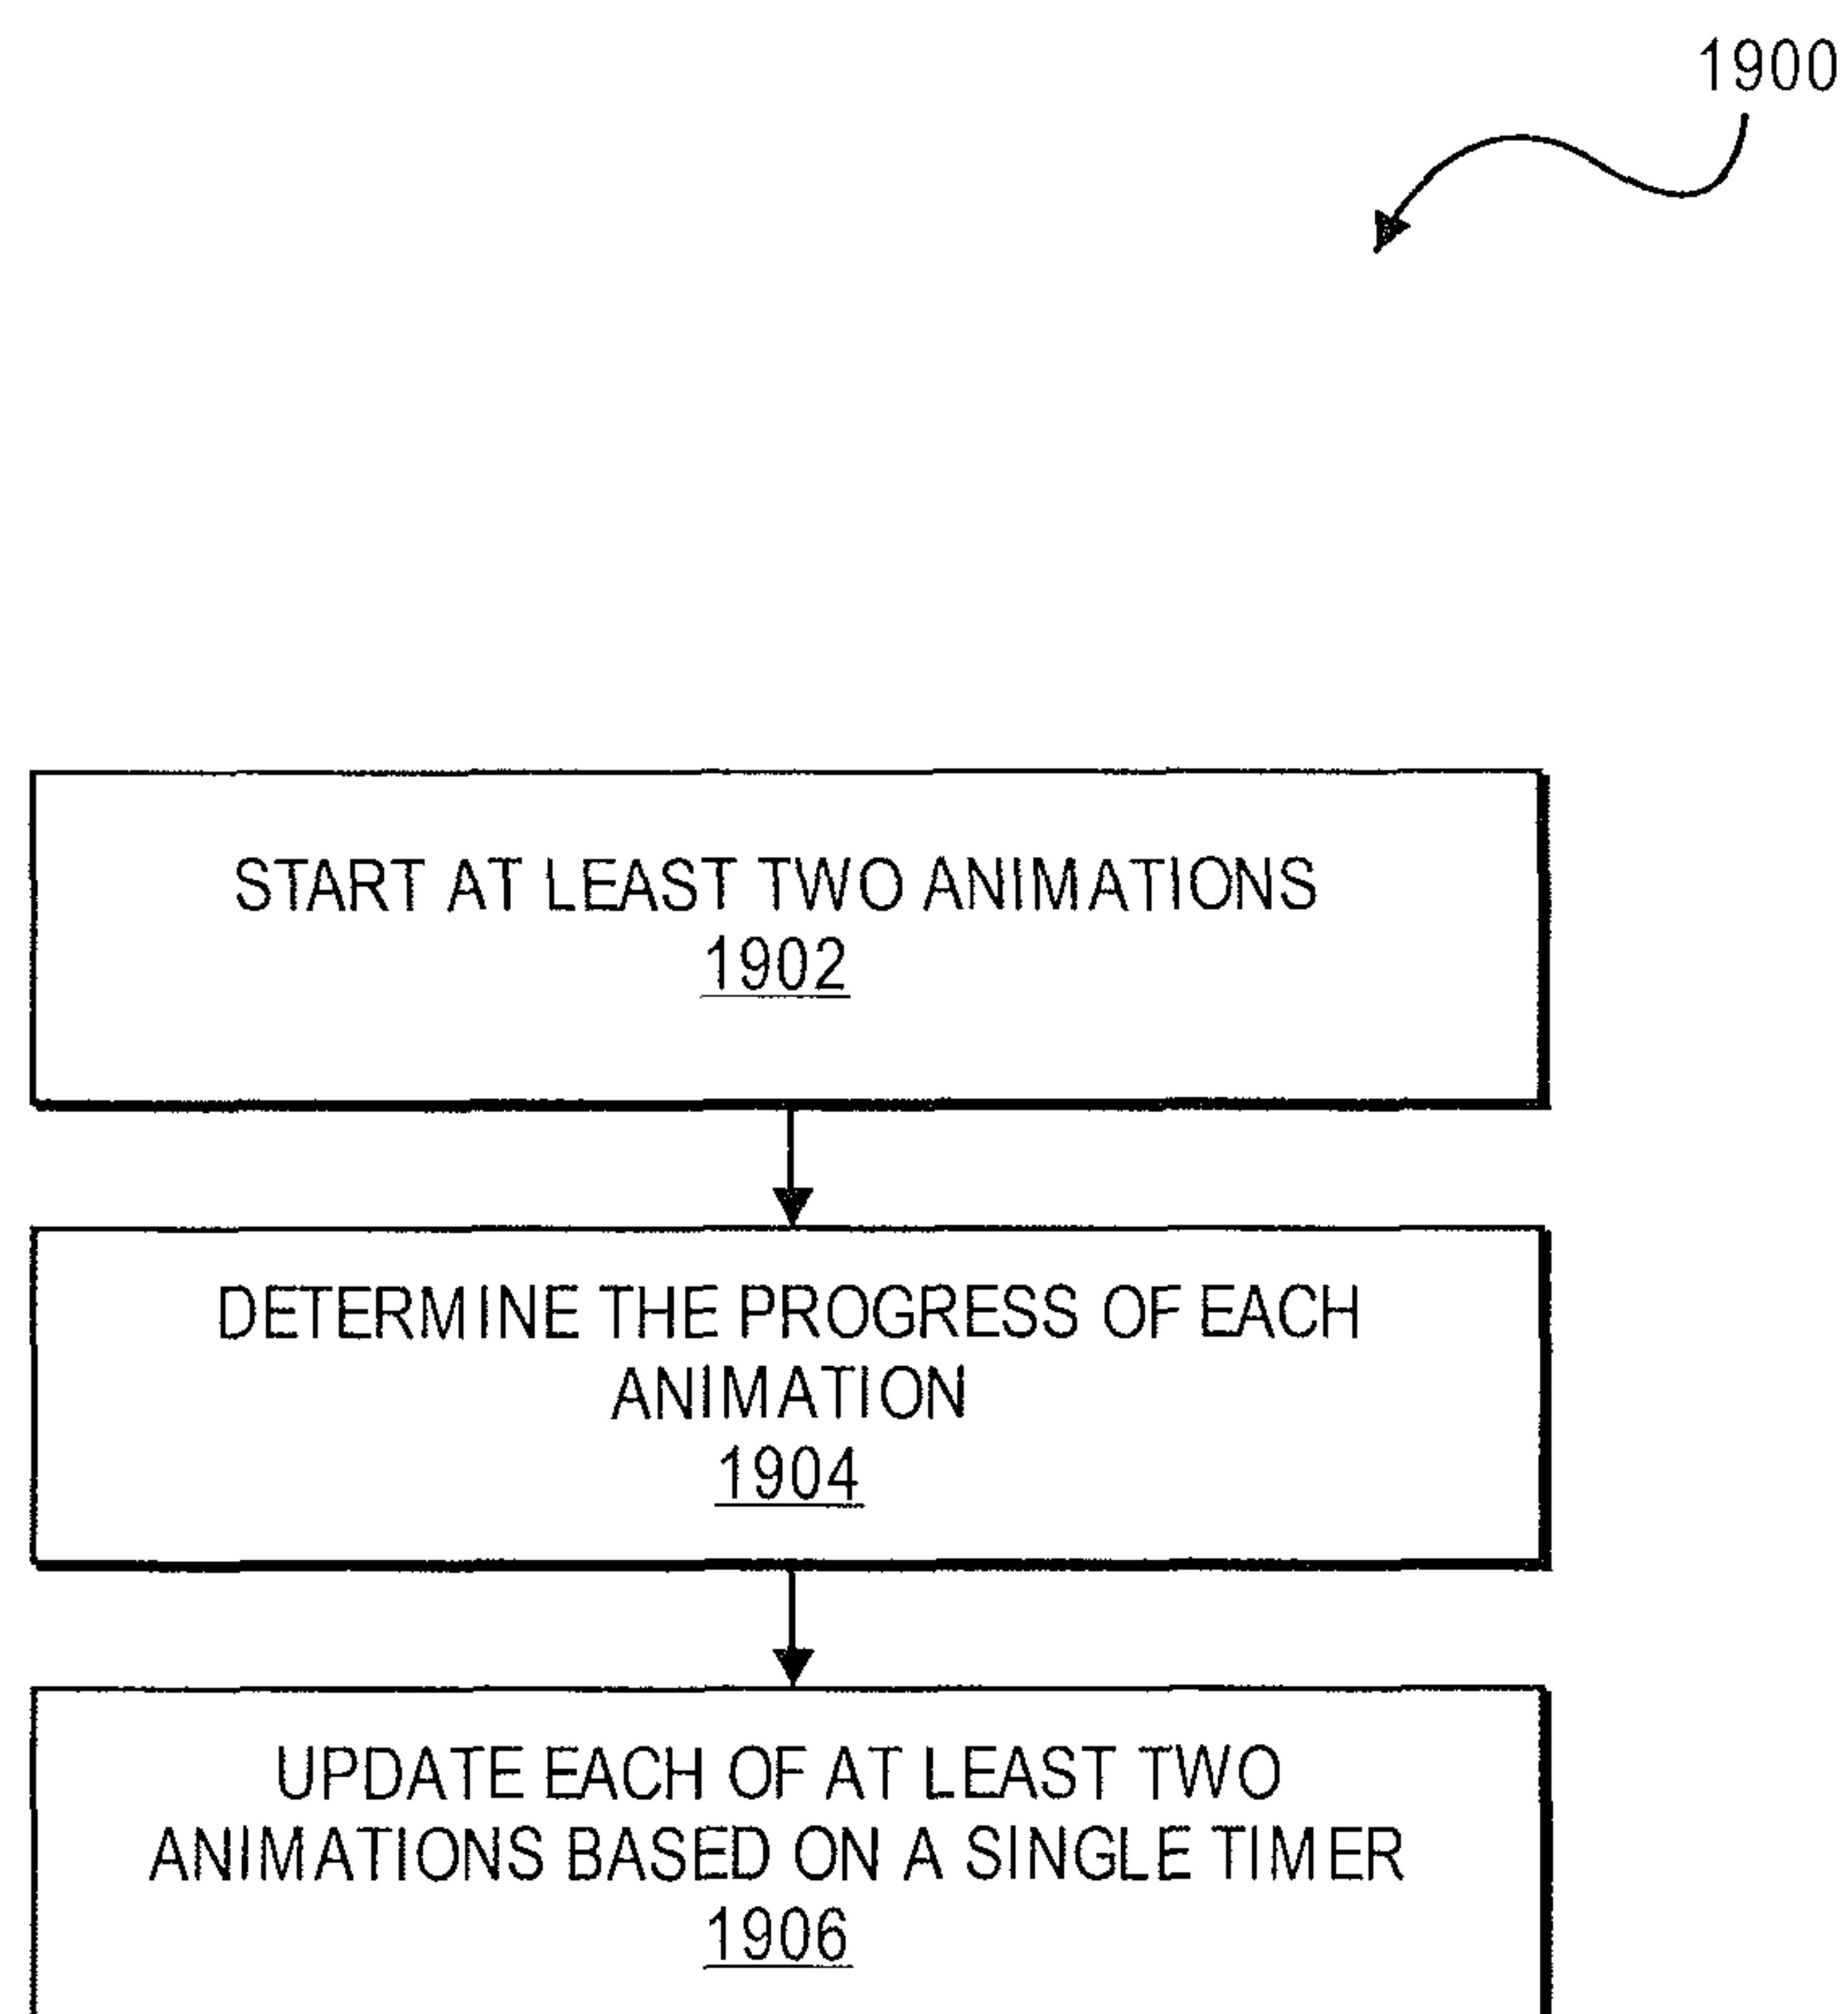 1900
START AT LEAST TWO ANIMATIONS
1902
DETERMINE THE PROGRESS OF EACH
ANIMATION
1904
UPDATE EACH OF AT LEAST TWO
ANIMATIONS BASED ON A SINGLE TIMER
1906